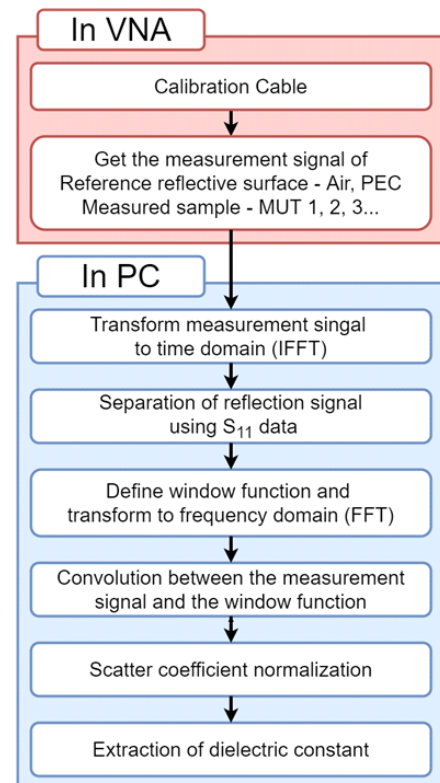 In VNA
Calibration Cable
Get the measurement signal of
Reference reflective surface - Air, PEC
Measured sample - MUT 1, 2, 3...
In PC
Transform measurement singal
to time domain (IFFT)
Separation of reflection signal
using S₁₁ data
Define window function and
transform to frequency domain (FFT)
Convolution between the measurement
signal and the window function
Scatter coefficient normalization
Extraction of dielectric constant